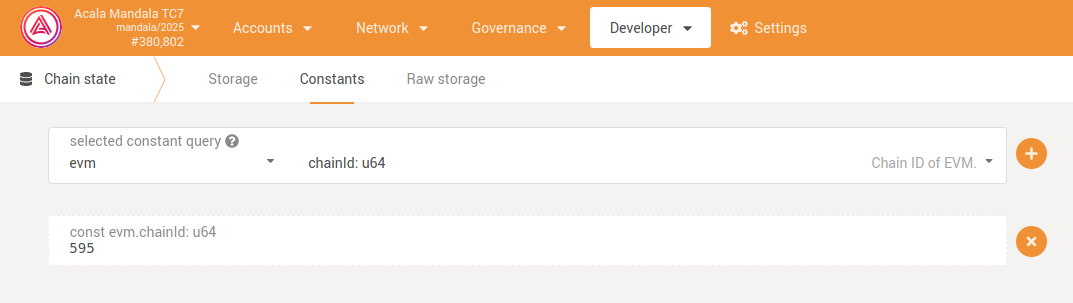 Acala Mandala TC7
mandala/2025
#380,802
Accounts
Network
Governance
Developer
Settings
Chain state
Storage
Constants
Raw storage
selected constant query
evm
chainId: u64
Chain ID of EVM.
const evm.chainId: u64
595